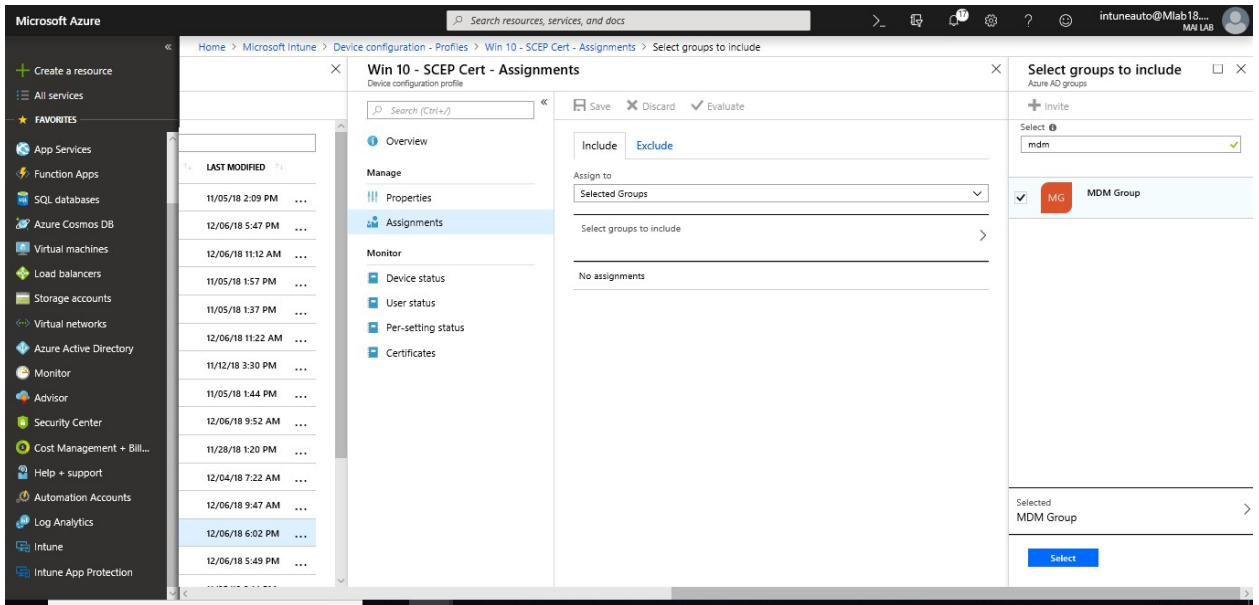 Microsoft Azure
Search resources, services, and docs
17
intuneauto@Mlab18....
MAI LAB
Home > Microsoft Intune > Device configuration - Profiles > Win 10 - SCEP Cert - Assignments > Select groups to include
Create a resource
All services
FAVORITES
App Services
Function Apps
SQL databases
Azure Cosmos DB
Virtual machines
Load balancers
Storage accounts
Virtual networks
Azure Active Directory
Monitor
Advisor
Security Center
Cost Management + Bill...
Help + support
Automation Accounts
Log Analytics
Intune
Intune App Protection
LAST MODIFIED
11/05/18 2:09 PM ...
12/06/18 5:47 PM ...
12/06/18 11:12 AM ...
11/05/18 1:57 PM ...
11/05/18 1:37 PM ...
12/06/18 11:22 AM ...
11/12/18 3:30 PM ...
11/05/18 1:44 PM ...
12/06/18 9:52 AM ...
11/28/18 1:20 PM ...
12/04/18 7:22 AM ...
12/06/18 9:47 AM ...
12/06/18 6:02 PM ...
12/06/18 5:49 PM ...
Win 10 - SCEP Cert - Assignments
Device configuration profile
Search (Ctrl+/)
Overview
Manage
Properties
Assignments
Monitor
Device status
User status
Per-setting status
Certificates
Save Discard Evaluate
Include Exclude
Assign to
Selected Groups
Select groups to include
No assignments
Select groups to include
Azure AD groups
Invite
Select
mdm
MG MDM Group
Selected
MDM Group
Select